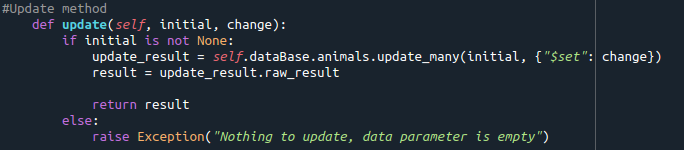 #Update method
    def update(self, initial, change):
        if initial is not None:
            update_result = self.dataBase.animals.update_many(initial, {"$set": change})
            result = update_result.raw_result

            return result
        else:
            raise Exception("Nothing to update, data parameter is empty")